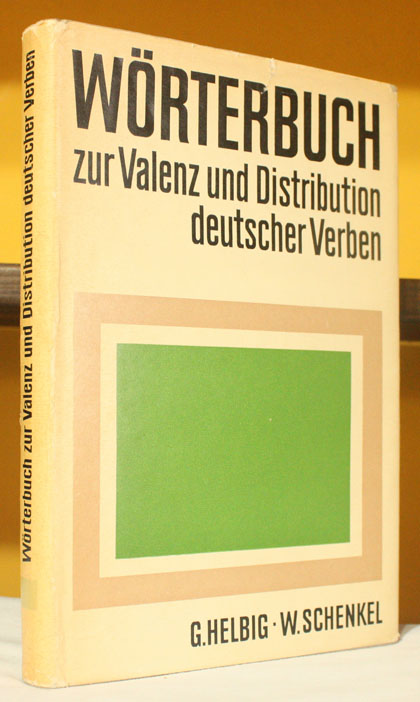 WÖRTERBUCH
zur Valenz und Distribution
deutscher Verben
G.HELBIG · W.SCHENKEL
Wörterbuch zur Valenz und Distribution deutscher Verben